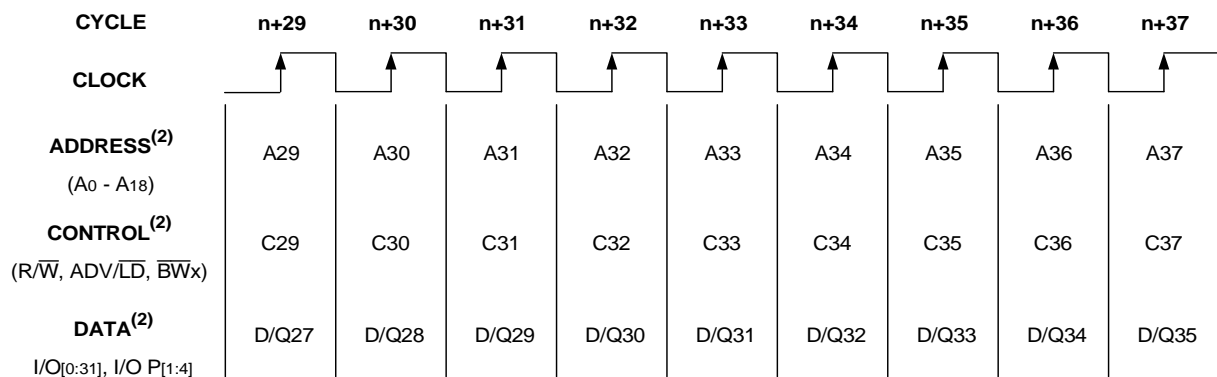 CYCLE n+29 n+30 n+31 n+32 n+33 n+34 n+35 n+36 n+37
CLOCK
ADDRESS(2) A29 A30 A31 A32 A33 A34 A35 A36 A37
(A0 - A18)
CONTROL(2) C29 C30 C31 C32 C33 C34 C35 C36 C37
(R/W̅, ADV/L̅D̅, B̅W̅x)
DATA(2) D/Q27 D/Q28 D/Q29 D/Q30 D/Q31 D/Q32 D/Q33 D/Q34 D/Q35
I/O[0:31], I/O P[1:4]